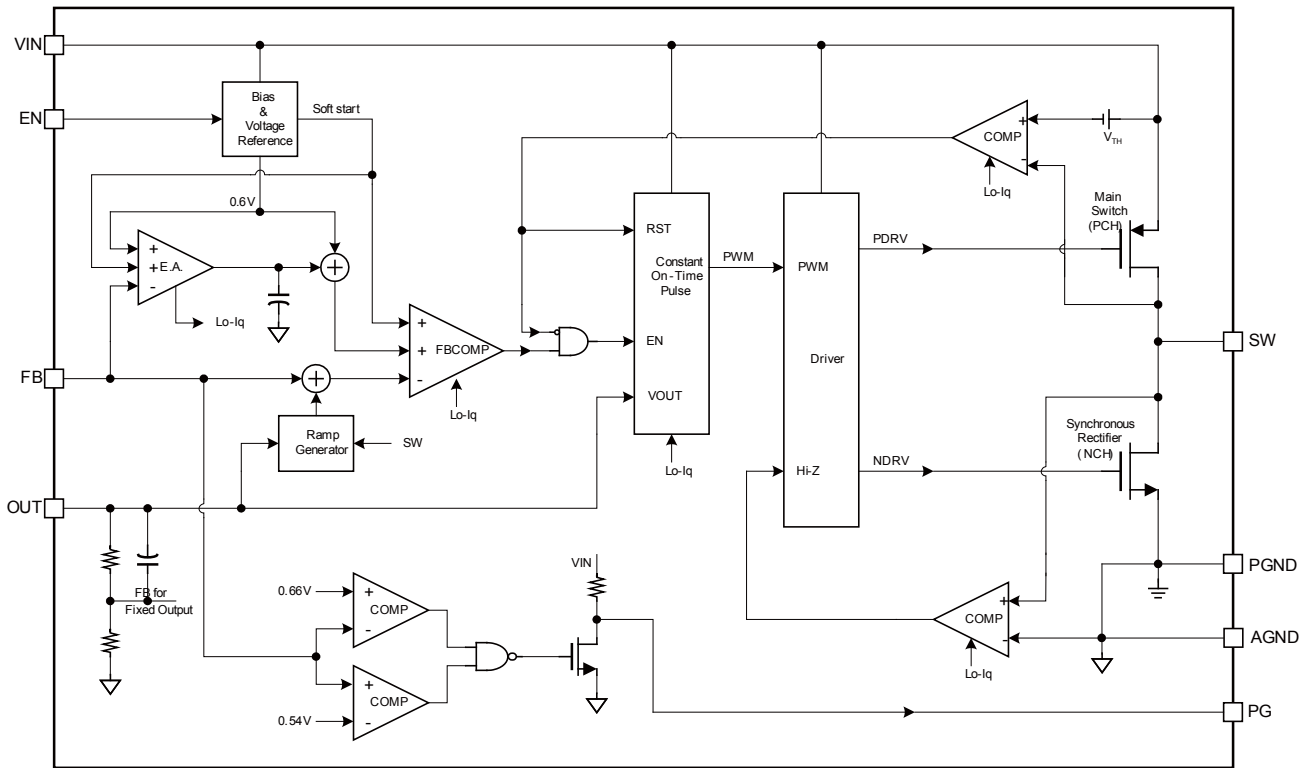 VIN
EN
Bias
&
Voltage
Reference
Soft start
0.6V
+
+
-
E.A.
Lo-Iq
+
FB
+
Ramp
Generator
SW
+
+
-
FBCOMP
Lo-Iq
OUT
FB for
Fixed Output
RST
Constant
On-Time
Pulse
EN
VOUT
Lo-Iq
PWM
PWM
Driver
Hi-Z
PDRV
NDRV
COMP
+
-
Lo-Iq
VTH
Main
Switch
(PCH)
SW
Synchronous
Rectifier
(NCH)
PGND
AGND
COMP
+
-
Lo-Iq
0.66V
+
-
COMP
+
-
COMP
0.54V
VIN
PG